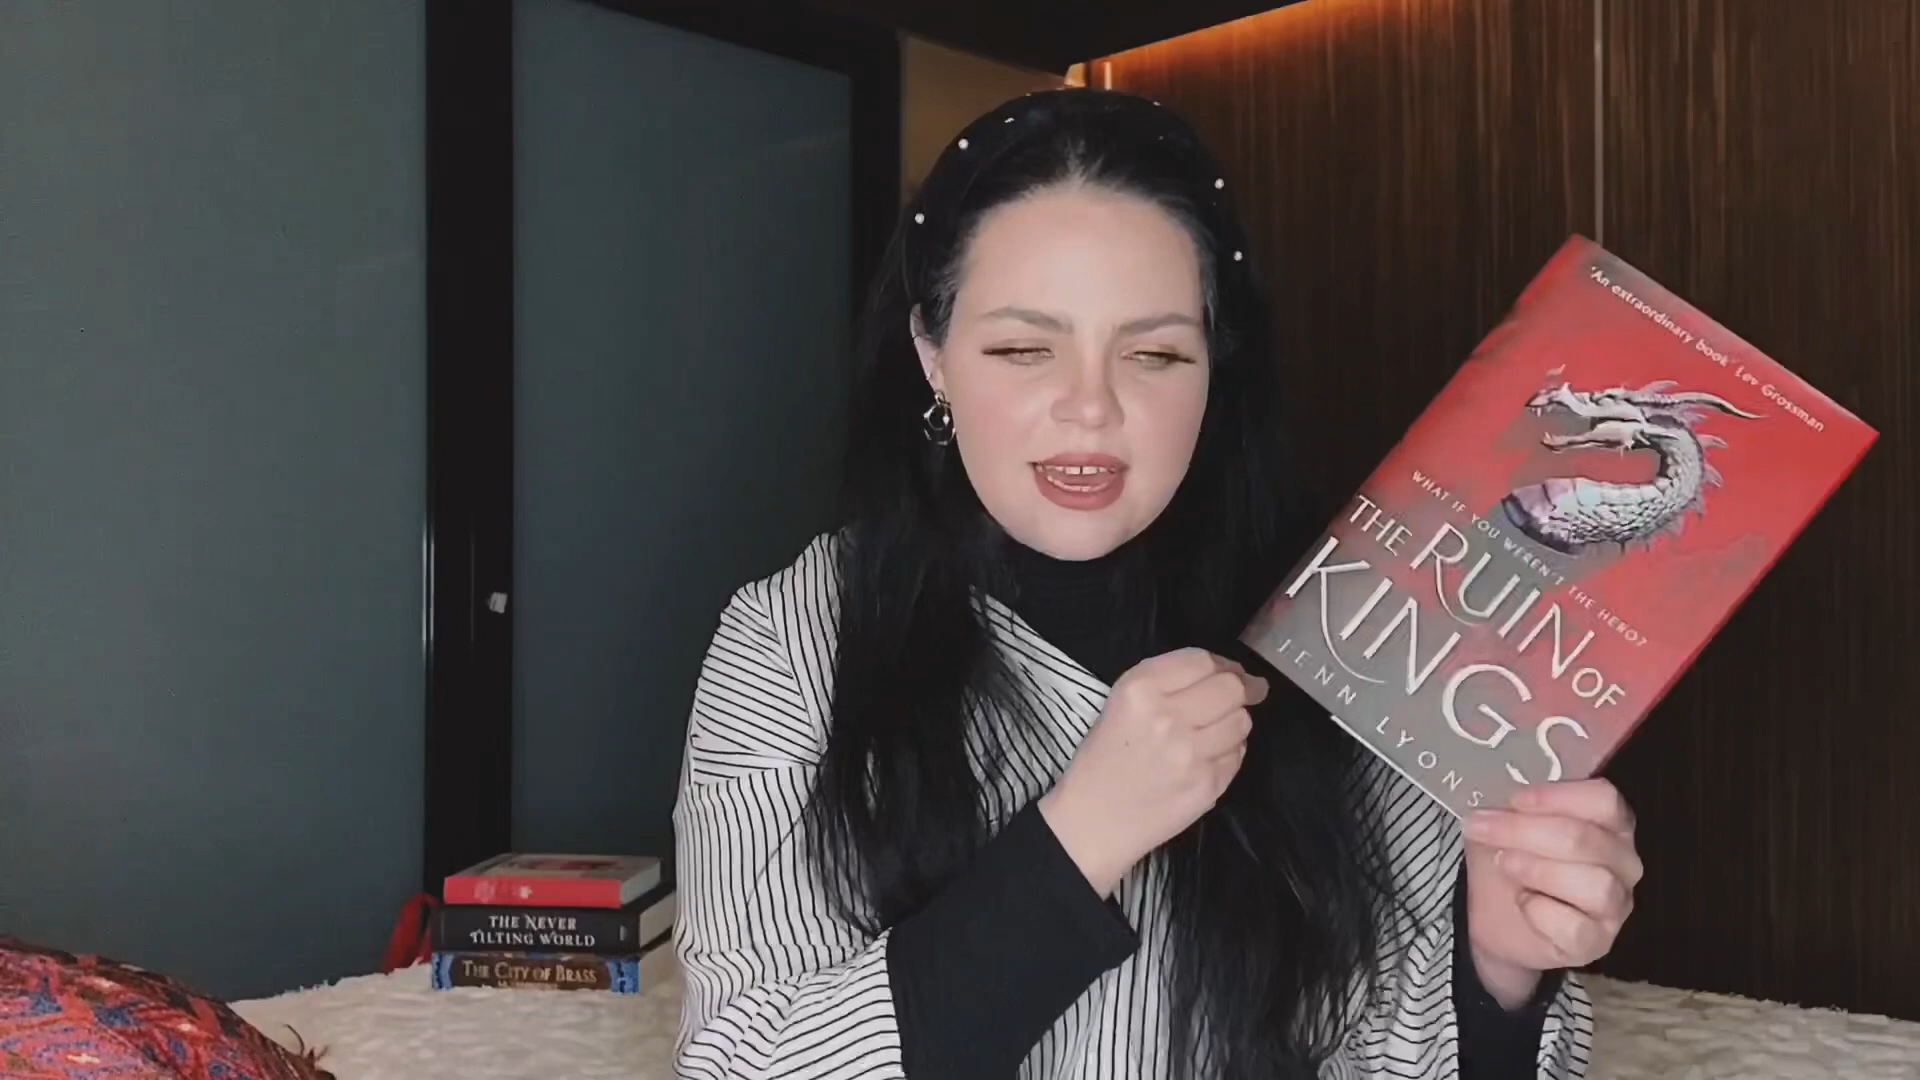 'An extraordinary book' Lev Grossman
WHAT IF YOU WEREN'T THE HERO?
THE RUIN OF
KINGS
JENN LYONS
THE NEVER
TILTING WORLD
THE CITY OF BRASS